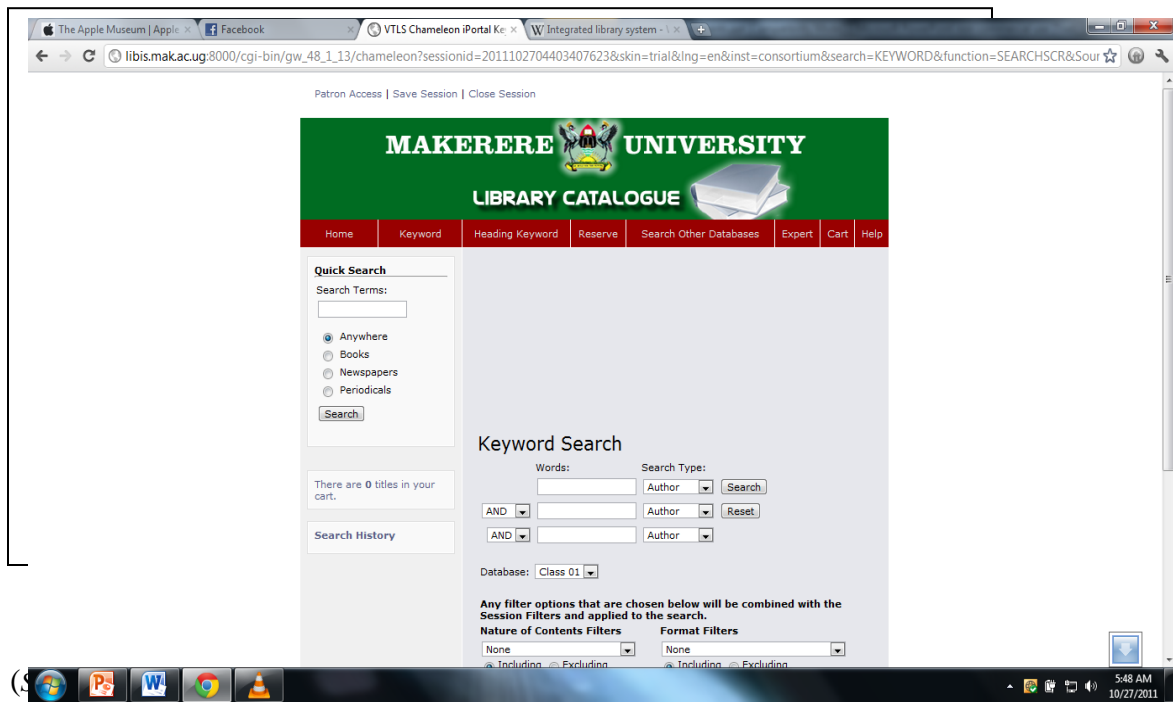 The Apple Museum | Apple
Facebook
VTLS Chameleon iPortal Key
Integrated library system -
libis.mak.ac.ug:8000/cgi-bin/gw_48_1_13/chameleon?sessionid=2011102704403407623&skin=trial&lng=en&inst=consortium&search=KEYWORD&function=SEARCHSCR&Sour
Patron Access | Save Session | Close Session
MAKERERE UNIVERSITY
LIBRARY CATALOGUE
Home Keyword Heading Keyword Reserve Search Other Databases Expert Cart Help
Quick Search
Search Terms:
Anywhere
Books
Newspapers
Periodicals
Search
There are 0 titles in your
cart.
Search History
Keyword Search
Words: Search Type:
Author Search
AND Author Reset
AND Author
Database: Class 01
Any filter options that are chosen below will be combined with the
Session Filters and applied to the search.
Nature of Contents Filters Format Filters
None None
Including Excluding Including Excluding
5:48 AM
10/27/2011